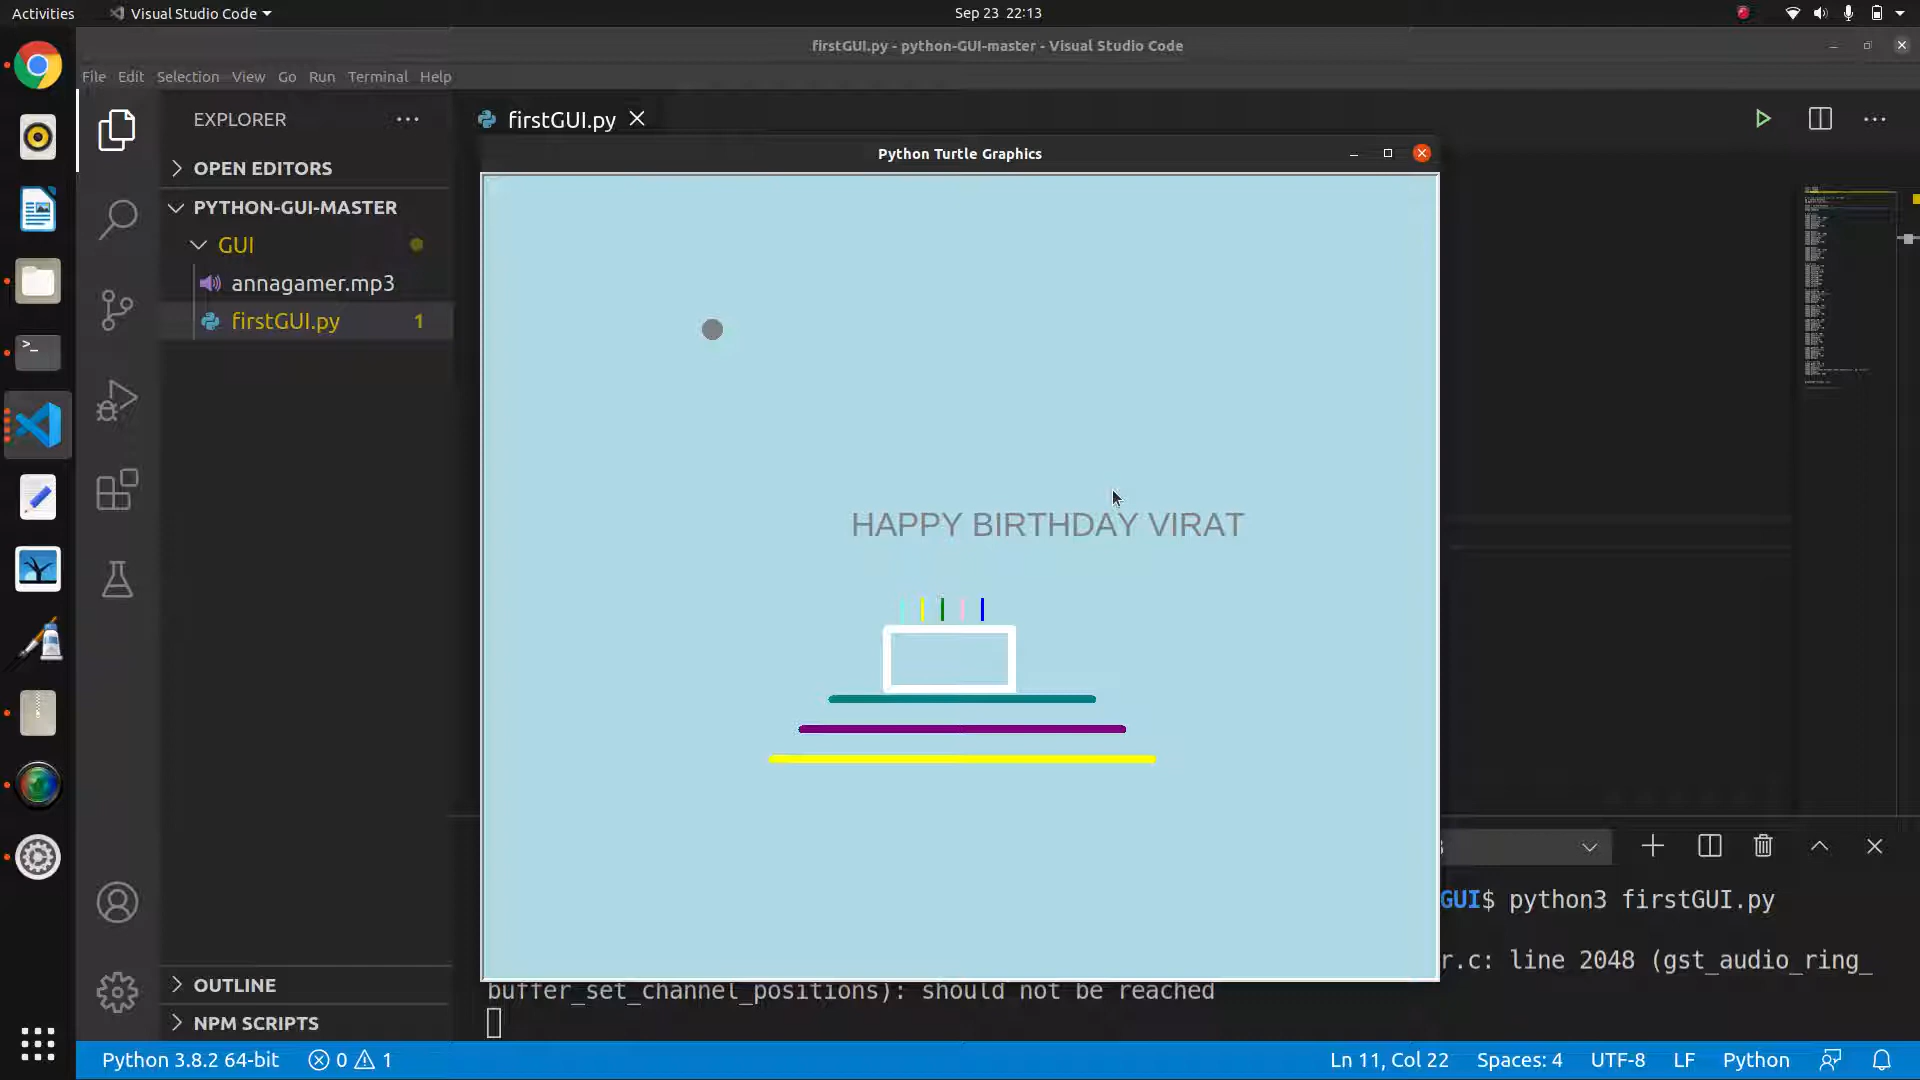 Activities
Visual Studio Code
Sep 23 22:13
firstGUI.py - python-GUI-master - Visual Studio Code
File Edit Selection View Go Run Terminal Help
EXPLORER
firstGUI.py
OPEN EDITORS
Python Turtle Graphics
PYTHON-GUI-MASTER
GUI
annagamer.mp3
firstGUI.py 1
HAPPY BIRTHDAY VIRAT
GUI$ python3 firstGUI.py
r.c: line 2048 (gst_audio_ring_
buffer_set_channel_positions): should not be reached
OUTLINE
NPM SCRIPTS
Python 3.8.2 64-bit 0 1 Ln 11, Col 22 Spaces: 4 UTF-8 LF Python